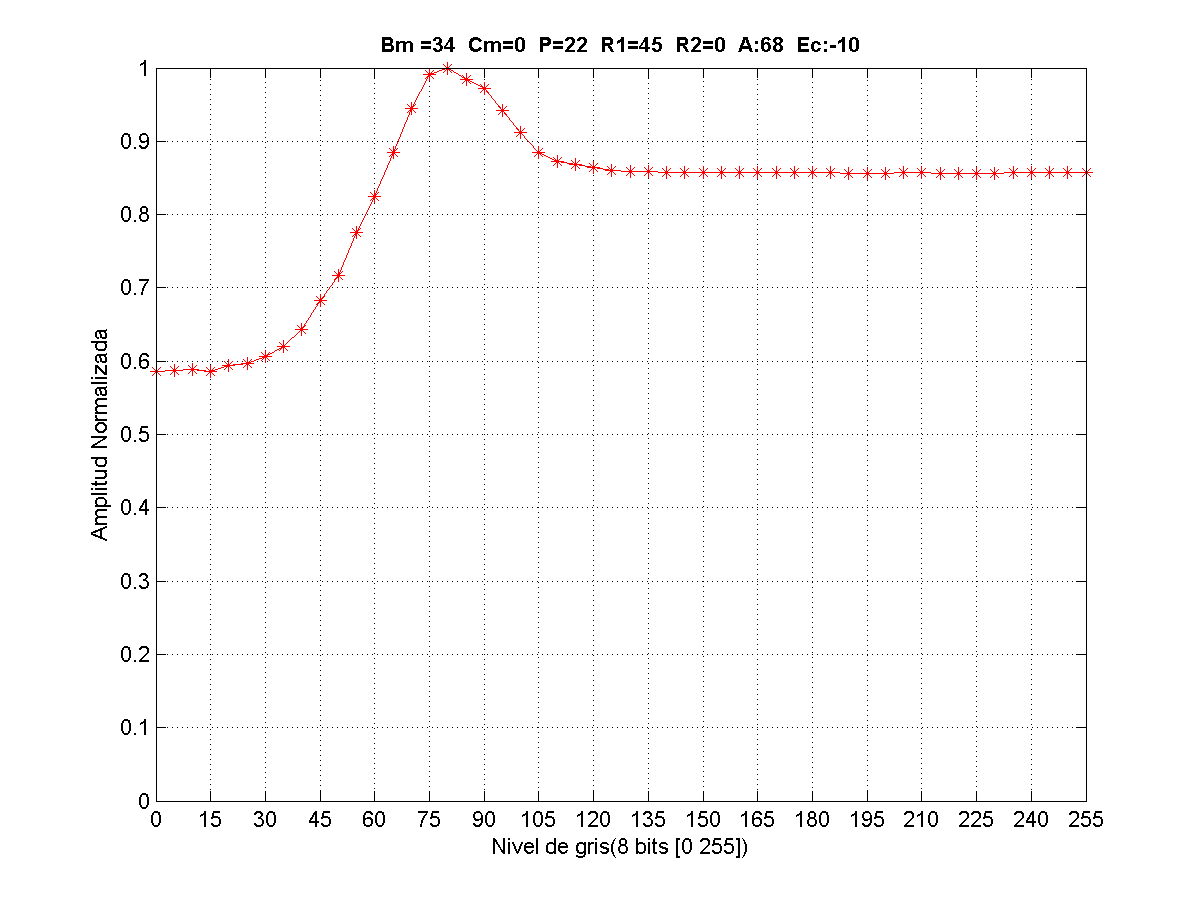 Bm =34  Cm=0  P=22  R1=45  R2=0  A:68  Ec:-10
1
0.9
0.8
0.7
0.6
0.5
0.4
0.3
0.2
0.1
0
Amplitud Normalizada
0 15 30 45 60 75 90 105 120 135 150 165 180 195 210 225 240 255
Nivel de gris(8 bits [0 255])